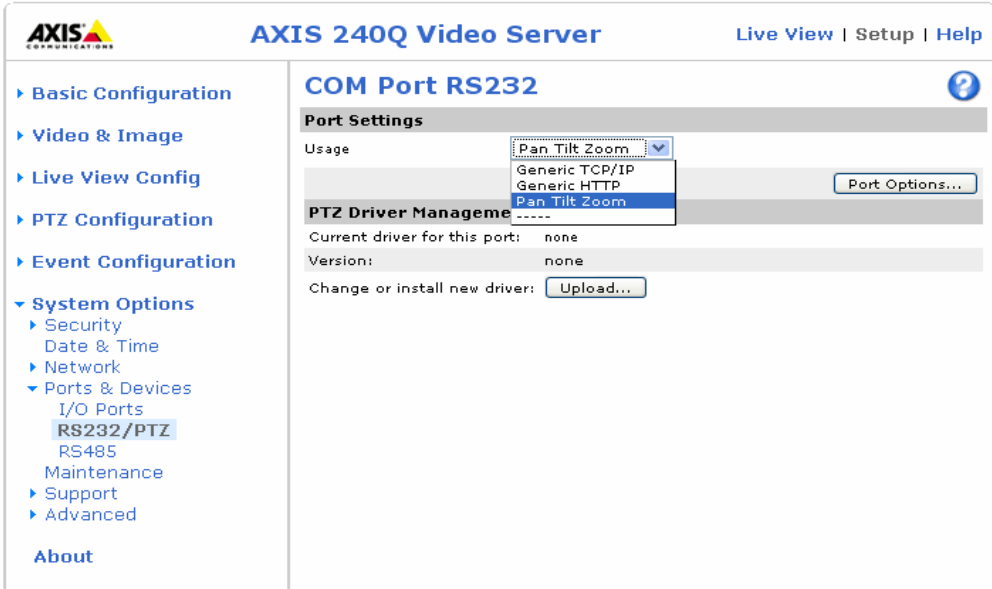 AXIS
COMMUNICATIONS
AXIS 240Q Video Server
Live View | Setup | Help
Basic Configuration
Video & Image
Live View Config
PTZ Configuration
Event Configuration
System Options
Security
Date & Time
Network
Ports & Devices
I/O Ports
RS232/PTZ
RS485
Maintenance
Support
Advanced
About
COM Port RS232
?
Port Settings
Usage
Pan Tilt Zoom
Generic TCP/IP
Generic HTTP
Pan Tilt Zoom
-----
Port Options...
PTZ Driver Manageme
Current driver for this port: none
Version: none
Change or install new driver: Upload...